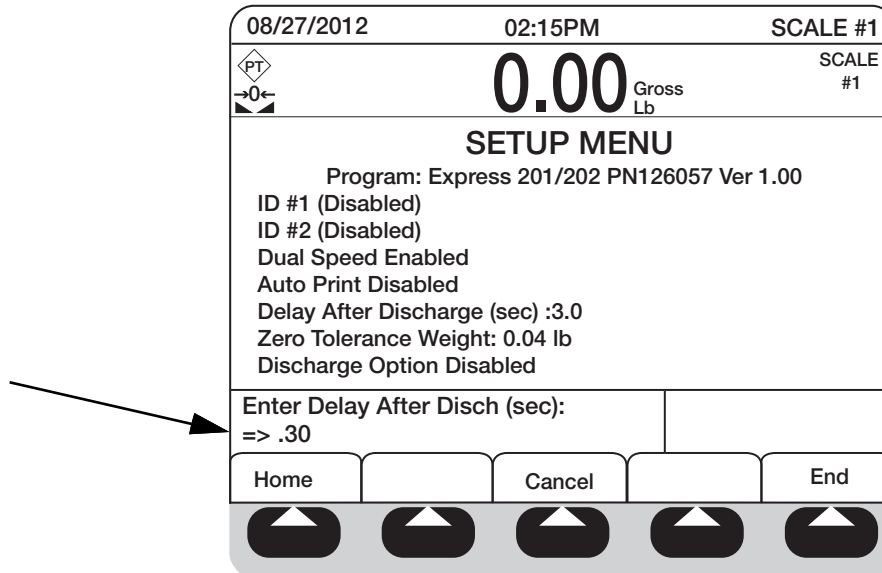 08/27/2012 02:15PM SCALE #1
PT
→0←
0.00 Gross Lb
SCALE
#1
SETUP MENU
Program: Express 201/202 PN126057 Ver 1.00
ID #1 (Disabled)
ID #2 (Disabled)
Dual Speed Enabled
Auto Print Disabled
Delay After Discharge (sec) :3.0
Zero Tolerance Weight: 0.04 lb
Discharge Option Disabled
Enter Delay After Disch (sec):
=> .30
Home Cancel End